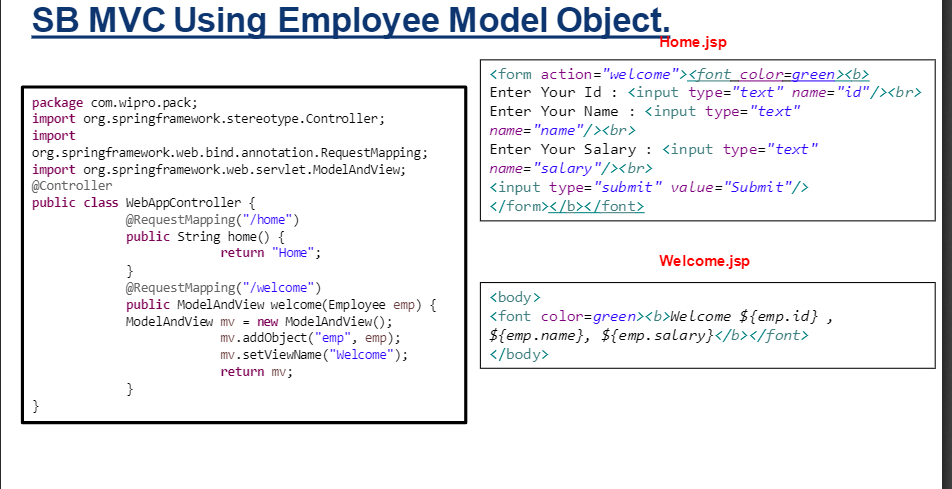 SB MVC Using Employee Model Object.
package com.wipro.pack;
import org.springframework.stereotype.Controller;
import
org.springframework.web.bind.annotation.RequestMapping;
import org.springframework.web.servlet.ModelAndView;
@Controller
public class WebAppController {
@RequestMapping("/home")
public String home() {
return "Home";
}
@RequestMapping("/welcome")
public ModelAndView welcome(Employee emp) {
ModelAndView mv = new ModelAndView();
mv.addObject("emp", emp);
mv.setViewName("Welcome");
return mv;
}
}
Home.jsp
<form action="welcome"><font color=green><b>
Enter Your Id : <input type="text" name="id"/><br>
Enter Your Name : <input type="text"
name="name"/><br>
Enter Your Salary : <input type="text"
name="salary"/><br>
<input type="submit" value="Submit"/>
</form></b></font>
Welcome.jsp
<body>
<font color=green><b>Welcome ${emp.id} ,
${emp.name}, ${emp.salary}</b></font>
</body>